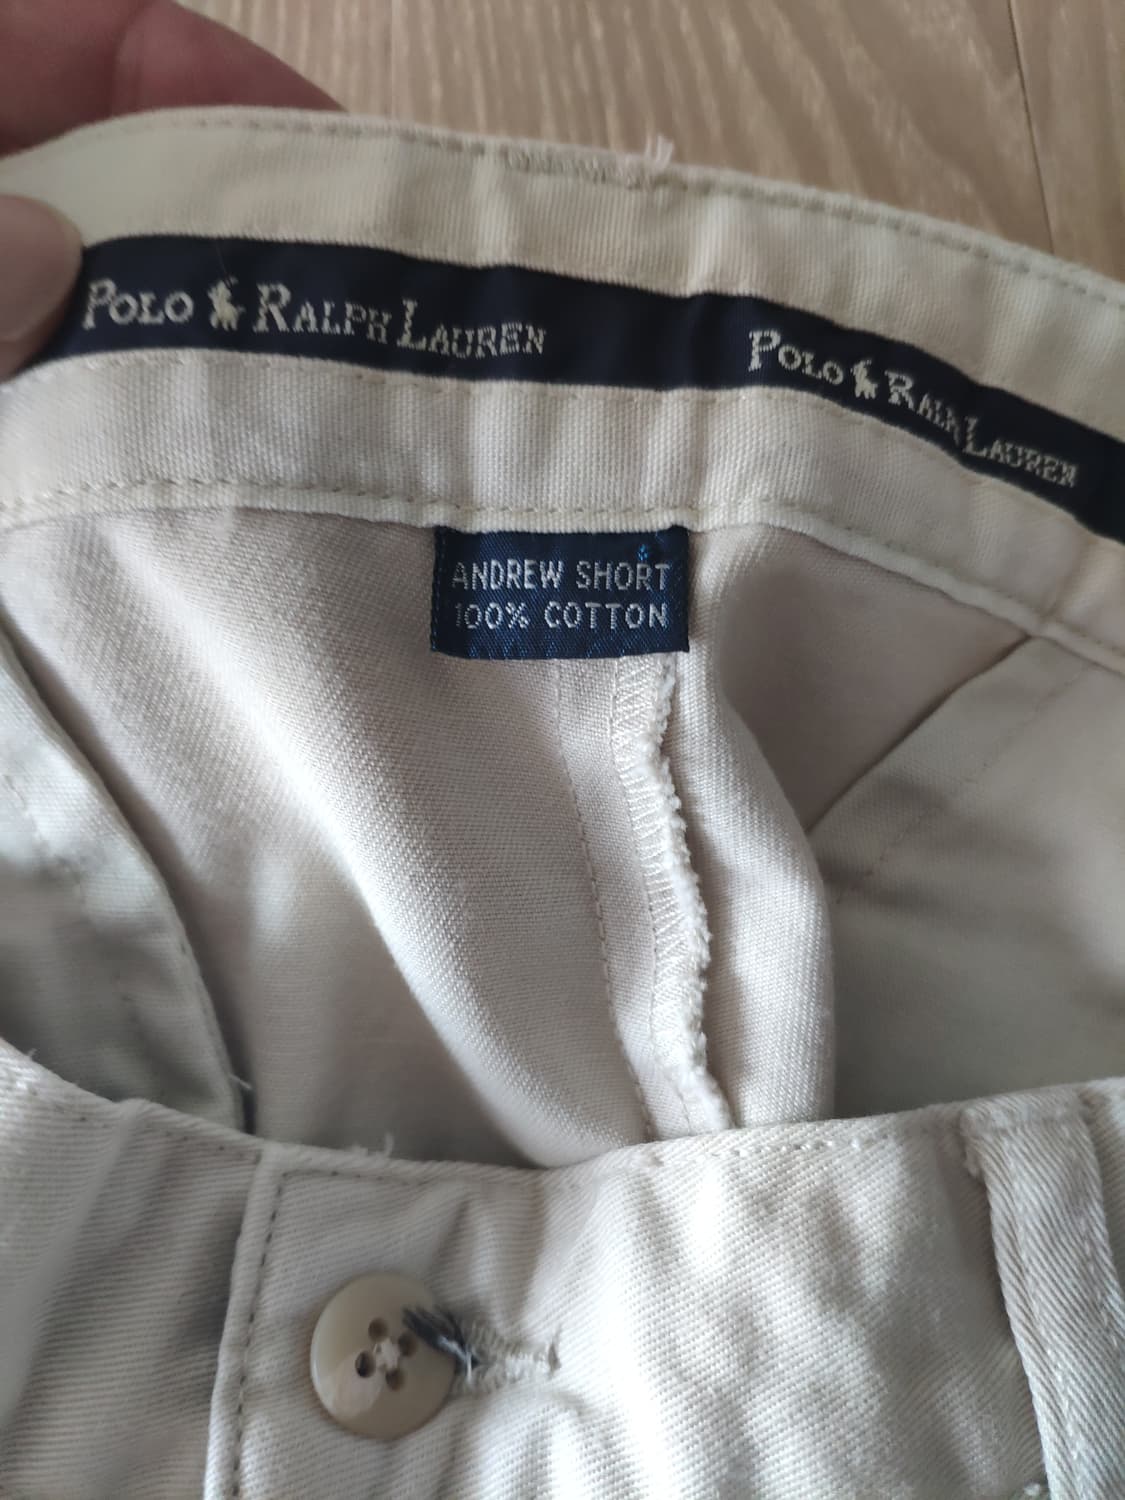 POLO RALPH LAUREN
POLO RALPH LAUREN
ANDREW SHORT
100% COTTON